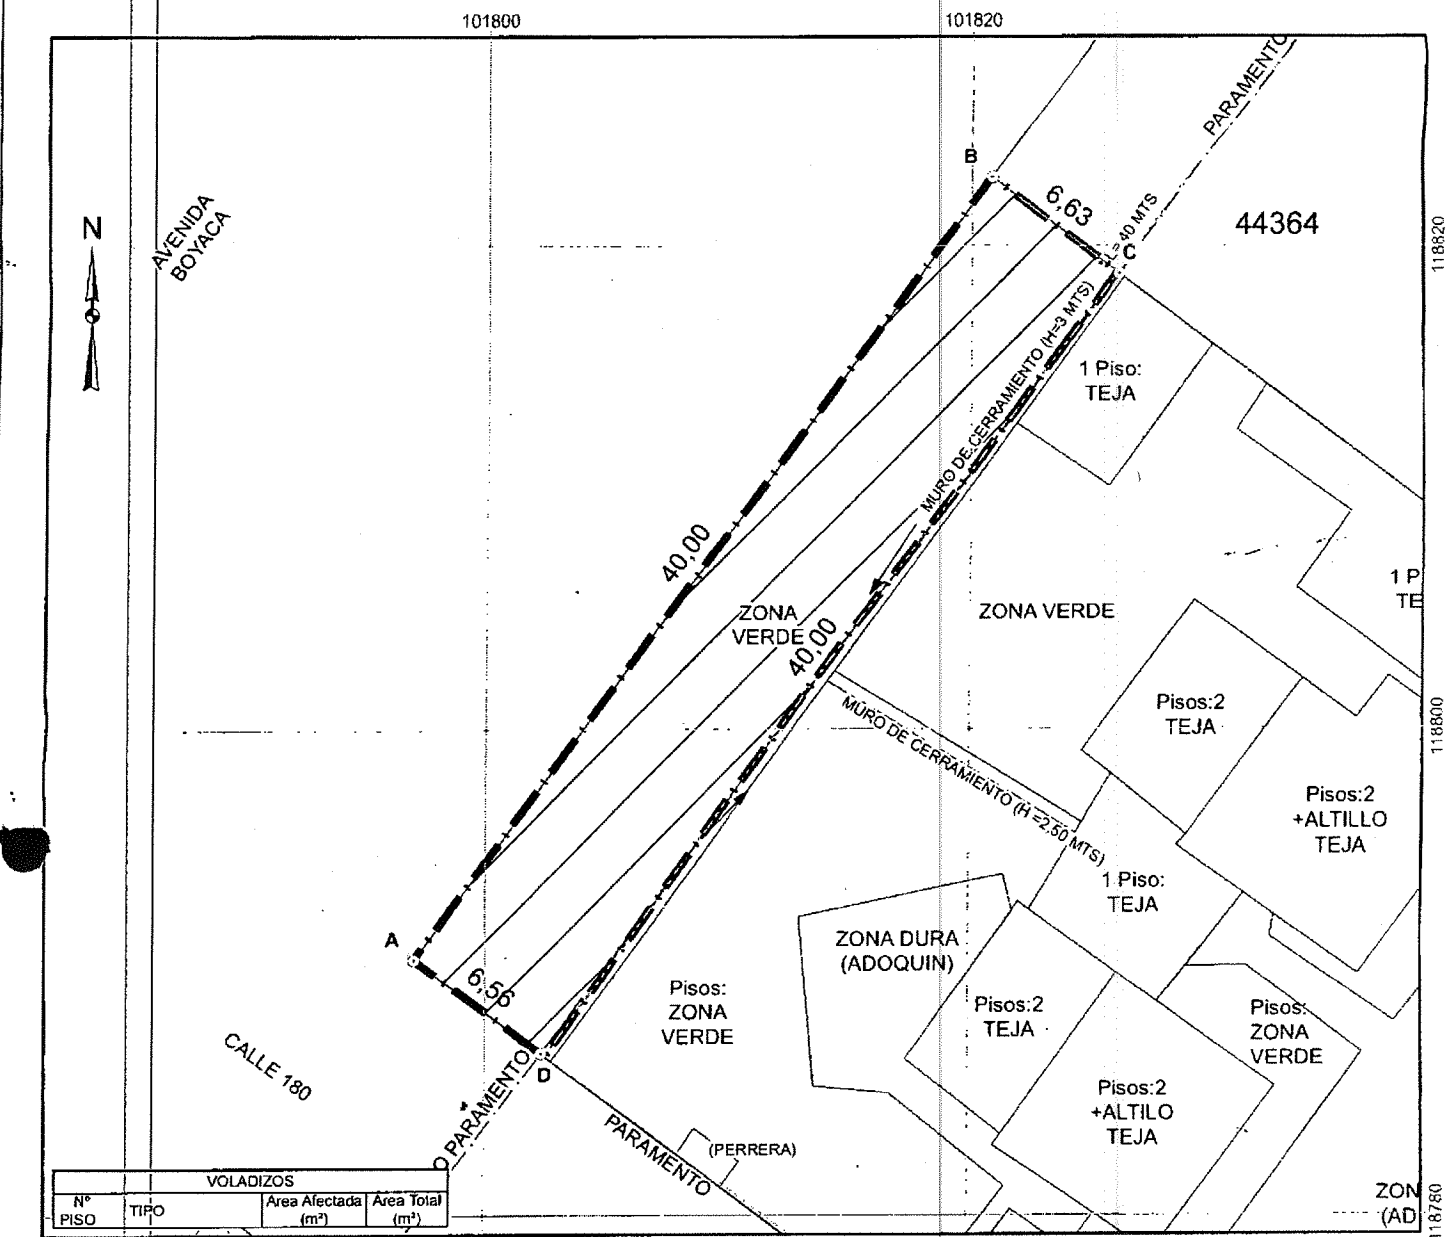 101800
101820
PARAMENTO
N
AVENIDA
BOYACA
B
6,63
40 MTS
C
44364
118820
MURO DE CERRAMIENTO (H=3 MTS)
1 Piso:
TEJA
40,00
ZONA
VERDE
40,00
ZONA VERDE
1 P
TE
Pisos:2
TEJA
118800
MURO DE CERRAMIENTO (H =2,50 MTS)
Pisos:2
+ALTILLO
TEJA
1 Piso:
TEJA
A
6,56
ZONA DURA
(ADOQUIN)
Pisos:
ZONA
VERDE
Pisos:2
TEJA
Pisos:
ZONA
VERDE
CALLE 180
D
O PARAMENTO
PARAMENTO
(PERRERA)
Pisos:2
+ALTILO
TEJA
ZON
(AD
118780
VOLADIZOS
Nº PISO TIPO Area Afectada (m²) Area Total (m²)